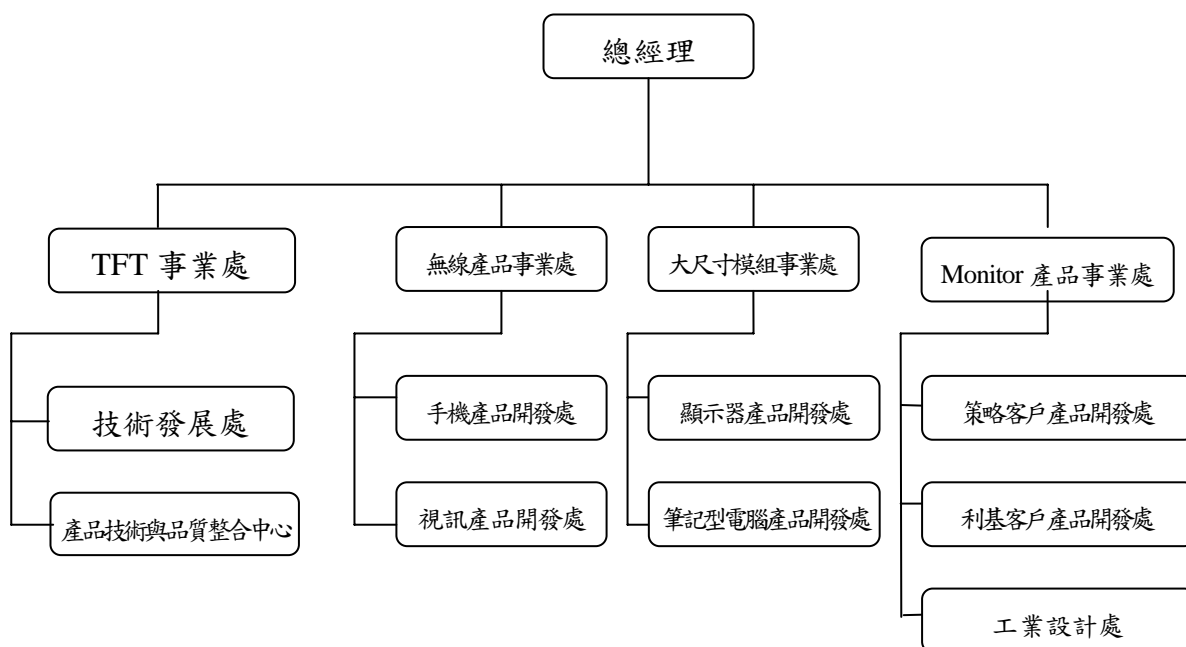 總經理
TFT 事業處
無線產品事業處
大尺寸模組事業處
Monitor 產品事業處
技術發展處
手機產品開發處
顯示器產品開發處
策略客戶產品開發處
產品技術與品質整合中心
視訊產品開發處
筆記型電腦產品開發處
利基客戶產品開發處
工業設計處